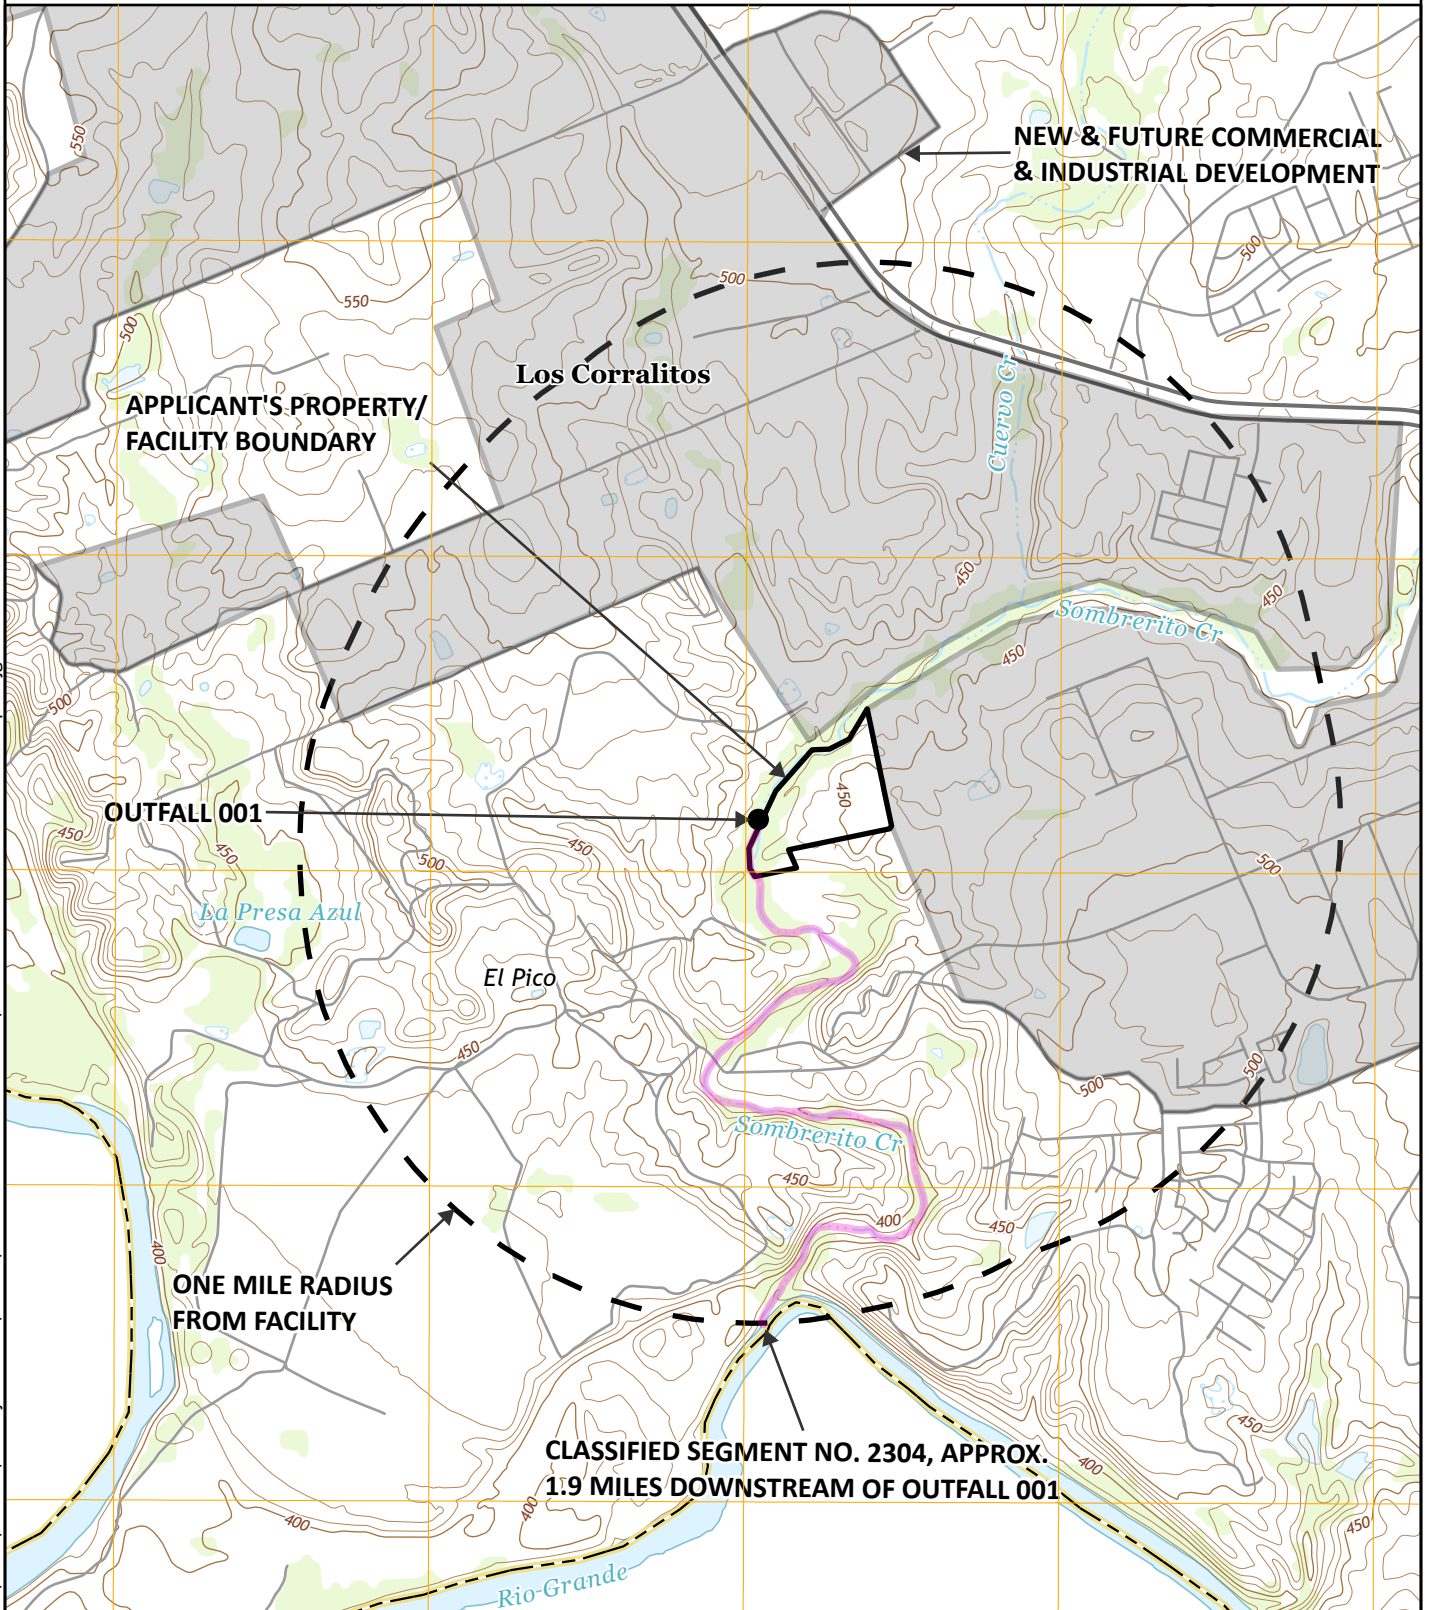 550
NEW & FUTURE COMMERCIAL
& INDUSTRIAL DEVELOPMENT
500
500
550
500
Los Corralitos
Cuervo Cr
APPLICANT'S PROPERTY/
FACILITY BOUNDARY
450
450
Sombrerito Cr
450
500
450
OUTFALL 001
450
450
450
500
500
La Presa Azul
El Pico
450
500
500
Sombrerito Cr
450
400
450
400
ONE MILE RADIUS
FROM FACILITY
CLASSIFIED SEGMENT NO. 2304, APPROX.
1.9 MILES DOWNSTREAM OF OUTFALL 001
450
400
400
400
450
Rio Grande